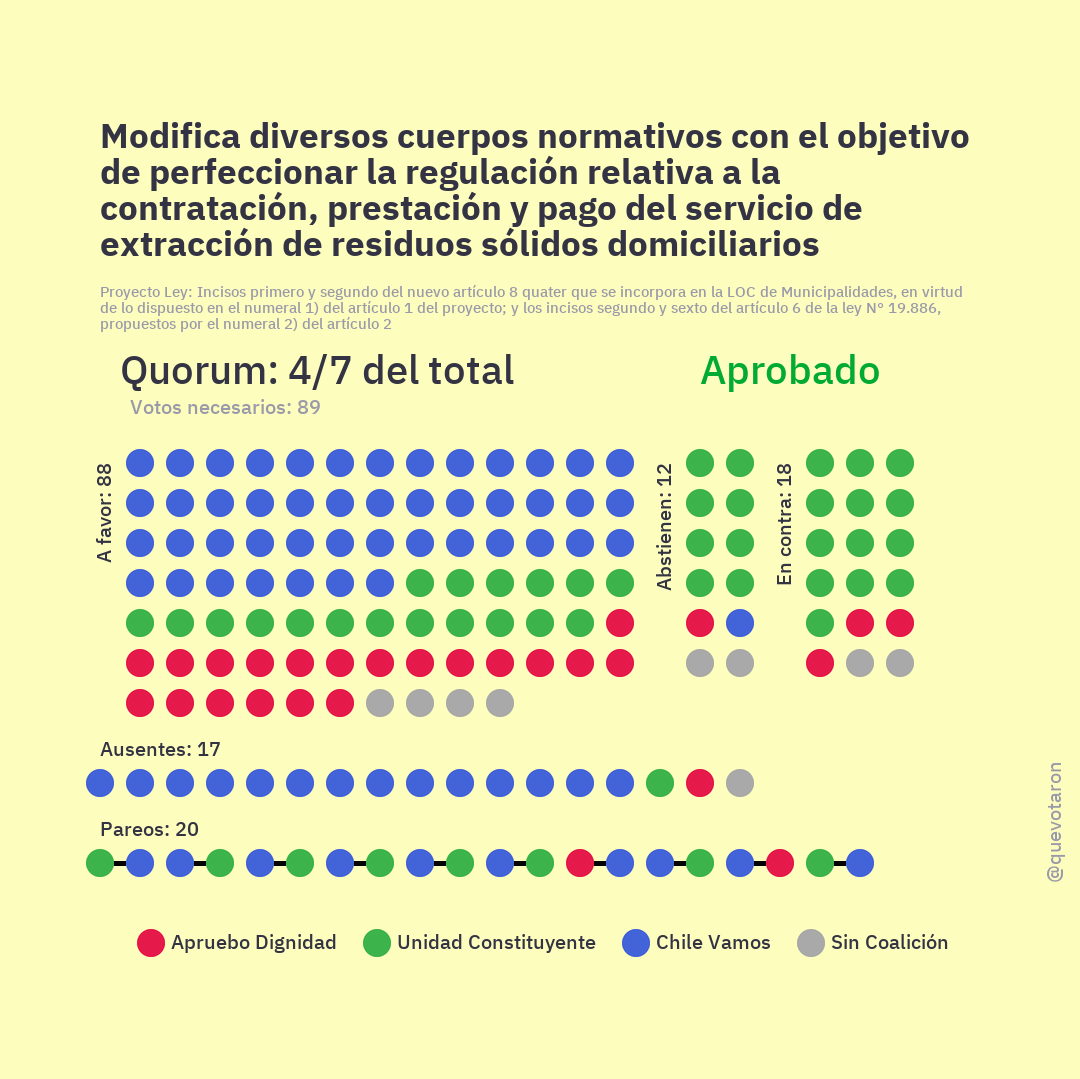 Modifica diversos cuerpos normativos con el objetivo
de perfeccionar la regulación relativa a la
contratación, prestación y pago del servicio de
extracción de residuos sólidos domiciliarios
Proyecto Ley: Incisos primero y segundo del nuevo artículo 8 quater que se incorpora en la LOC de Municipalidades, en virtud
de lo dispuesto en el numeral 1) del artículo 1 del proyecto; y los incisos segundo y sexto del artículo 6 de la ley N° 19.886,
propuestos por el numeral 2) del artículo 2
Quorum: 4/7 del total
Aprobado
Votos necesarios: 89
A favor: 88
Abstienen: 12
En contra: 18
Ausentes: 17
Pareos: 20
@quevotaron
Apruebo Dignidad
Unidad Constituyente
Chile Vamos
Sin Coalición